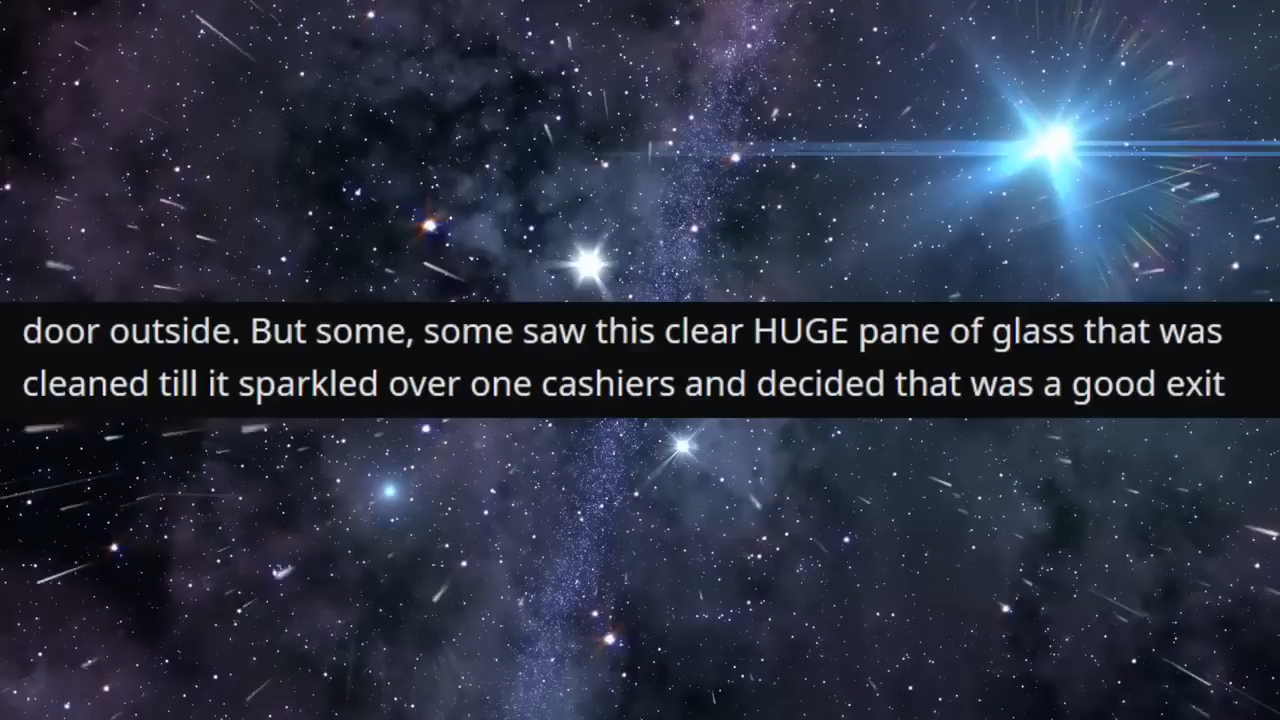 door outside. But some, some saw this clear HUGE pane of glass that was
cleaned till it sparkled over one cashiers and decided that was a good exit